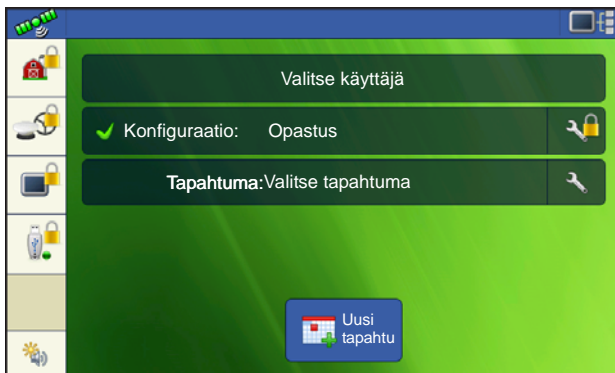 Valitse käyttäjä
Konfiguraatio: Opastus
Tapahtuma: Valitse tapahtuma
Uusi
tapahtu